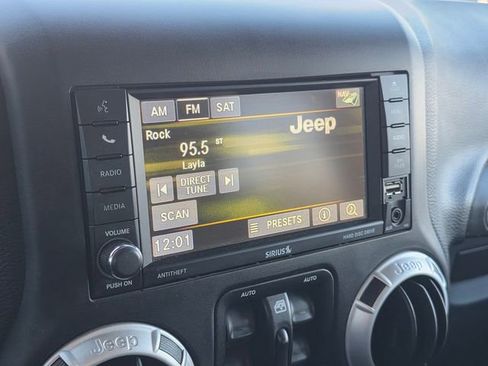 AM FM SAT NAV
Rock
Jeep
95.5 ST
Layla
DIRECT
TUNE
SCAN
PRESETS
12:01
RADIO
MEDIA
VOLUME
PUSH ON
ANTITHEFT
SIRIUS
HARD DISC DRIVE
AUTO AUTO
Jeep
Jeep